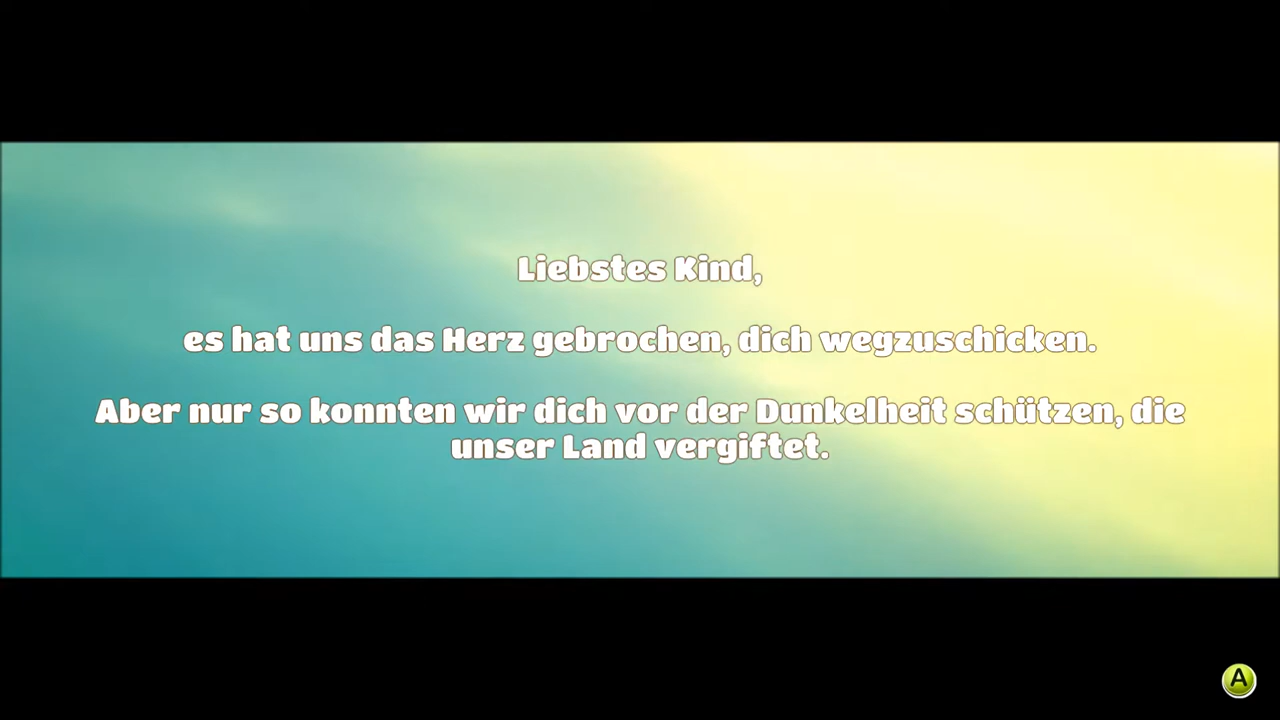 Liebstes Kind,
es hat uns das Herz gebrochen, dich wegzuschicken.
Aber nur so konnten wir dich vor der Dunkelheit schützen, die
unser Land vergiftet.
A